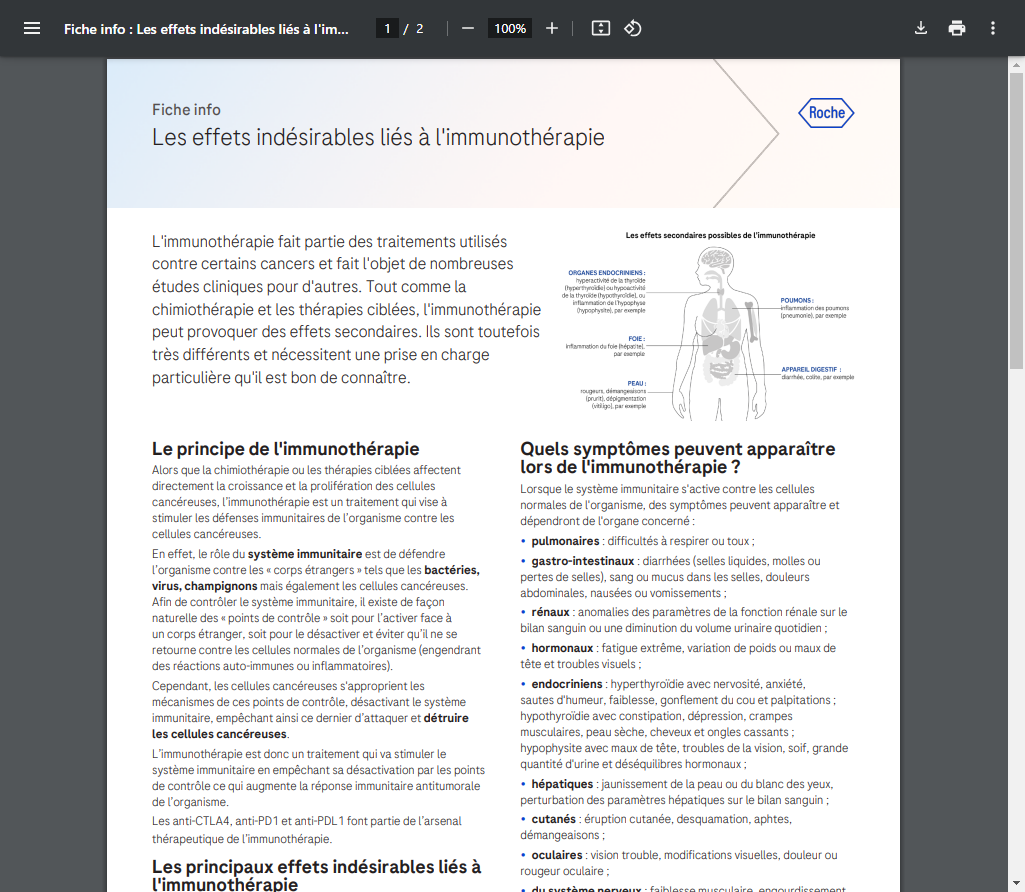 Fiche info : Les effets indésirables liés à l'im...
1 / 2
100%
Fiche info
Les effets indésirables liés à l'immunothérapie
Roche
L'immunothérapie fait partie des traitements utilisés
contre certains cancers et fait l'objet de nombreuses
études cliniques pour d'autres. Tout comme la
chimiothérapie et les thérapies ciblées, l'immunothérapie
peut provoquer des effets secondaires. Ils sont toutefois
très différents et nécessitent une prise en charge
particulière qu'il est bon de connaître.
Les effets secondaires possibles de l'immunothérapie
ORGANES ENDOCRINIENS :
hyperactivité de la thyroïde
(hyperthyroïdie) ou hypoactivité
de la thyroïde (hypothyroïdie), ou
inflammation de l'hypophyse
(hypophysite), par exemple
POUMONS :
inflammation des poumons
(pneumonie), par exemple
FOIE :
inflammation du foie (hépatite),
par exemple
APPAREIL DIGESTIF :
diarrhée, colite, par exemple
PEAU :
rougeurs, démangeaisons
(prurit), dépigmentation
(vitiligo), par exemple
Le principe de l'immunothérapie
Alors que la chimiothérapie ou les thérapies ciblées affectent
directement la croissance et la prolifération des cellules
cancéreuses, l'immunothérapie est un traitement qui vise à
stimuler les défenses immunitaires de l'organisme contre les
cellules cancéreuses.
En effet, le rôle du système immunitaire est de défendre
l'organisme contre les « corps étrangers » tels que les bactéries,
virus, champignons mais également les cellules cancéreuses.
Afin de contrôler le système immunitaire, il existe de façon
naturelle des « points de contrôle » soit pour l'activer face à
un corps étranger, soit pour le désactiver et éviter qu'il ne se
retourne contre les cellules normales de l'organisme (engendrant
des réactions auto-immunes ou inflammatoires).
Cependant, les cellules cancéreuses s'approprient les
mécanismes de ces points de contrôle, désactivant le système
immunitaire, empêchant ainsi ce dernier d'attaquer et détruire
les cellules cancéreuses.
L'immunothérapie est donc un traitement qui va stimuler le
système immunitaire en empêchant sa désactivation par les points
de contrôle ce qui augmente la réponse immunitaire antitumorale
de l'organisme.
Les anti-CTLA4, anti-PD1 et anti-PDL1 font partie de l'arsenal
thérapeutique de l'immunothérapie.
Les principaux effets indésirables liés à
l'immunothérapie
Quels symptômes peuvent apparaître
lors de l'immunothérapie ?
Lorsque le système immunitaire s'active contre les cellules
normales de l'organisme, des symptômes peuvent apparaître et
dépendront de l'organe concerné :
• pulmonaires : difficultés à respirer ou toux ;
• gastro-intestinaux : diarrhées (selles liquides, molles ou
pertes de selles), sang ou mucus dans les selles, douleurs
abdominales, nausées ou vomissements ;
• rénaux : anomalies des paramètres de la fonction rénale sur le
bilan sanguin ou une diminution du volume urinaire quotidien ;
• hormonaux : fatigue extrême, variation de poids ou maux de
tête et troubles visuels ;
• endocriniens : hyperthyroïdie avec nervosité, anxiété,
sautes d'humeur, faiblesse, gonflement du cou et palpitations ;
hypothyroïdie avec constipation, dépression, crampes
musculaires, peau sèche, cheveux et ongles cassants ;
hypophysite avec maux de tête, troubles de la vision, soif, grande
quantité d'urine et déséquilibres hormonaux ;
• hépatiques : jaunissement de la peau ou du blanc des yeux,
perturbation des paramètres hépatiques sur le bilan sanguin ;
• cutanés : éruption cutanée, desquamation, aphtes,
démangeaisons ;
• oculaires : vision trouble, modifications visuelles, douleur ou
rougeur oculaire ;
• du système nerveux : faiblesse musculaire, engourdissement